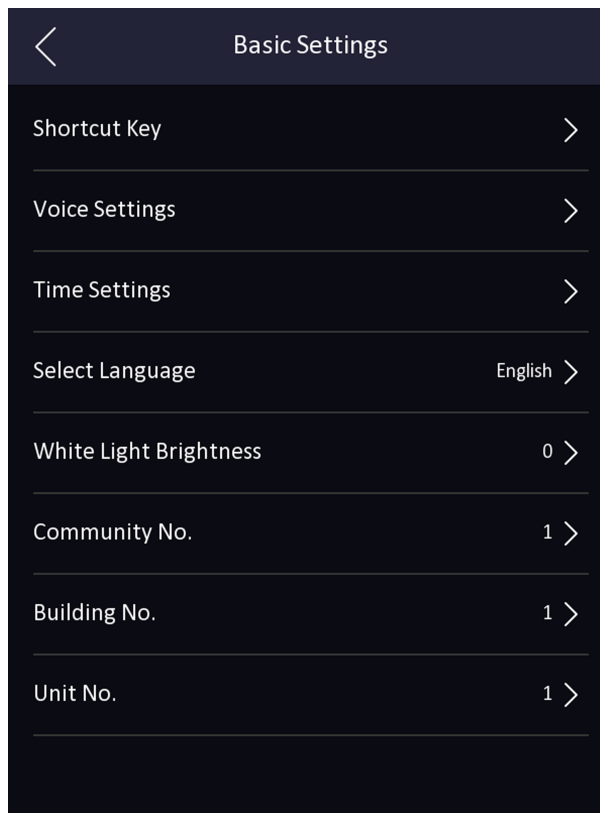 Basic Settings
Shortcut Key
Voice Settings
Time Settings
Select Language English
White Light Brightness 0
Community No. 1
Building No. 1
Unit No. 1